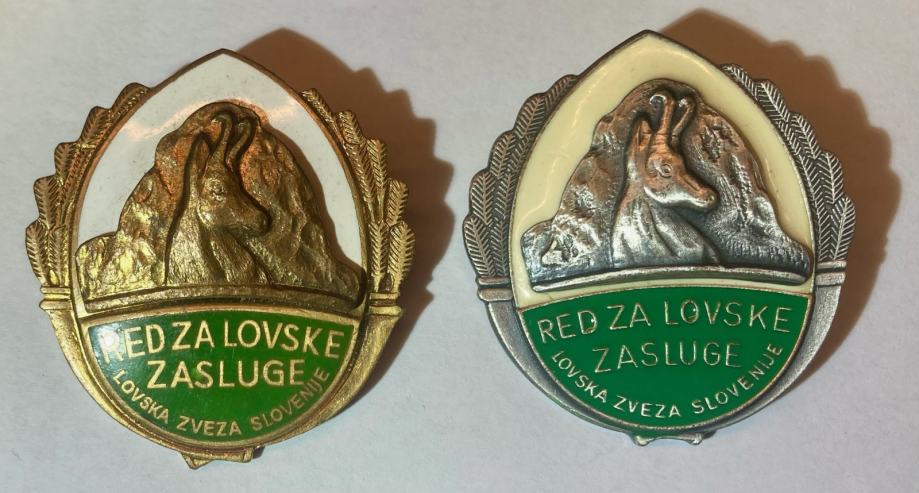 RED ZA LOVSKE
ZASLUGE
LOVSKA ZVEZA SLOVENIJE
RED ZA LOVSKE
ZASLUGE
LOVSKA ZVEZA SLOVENIJE